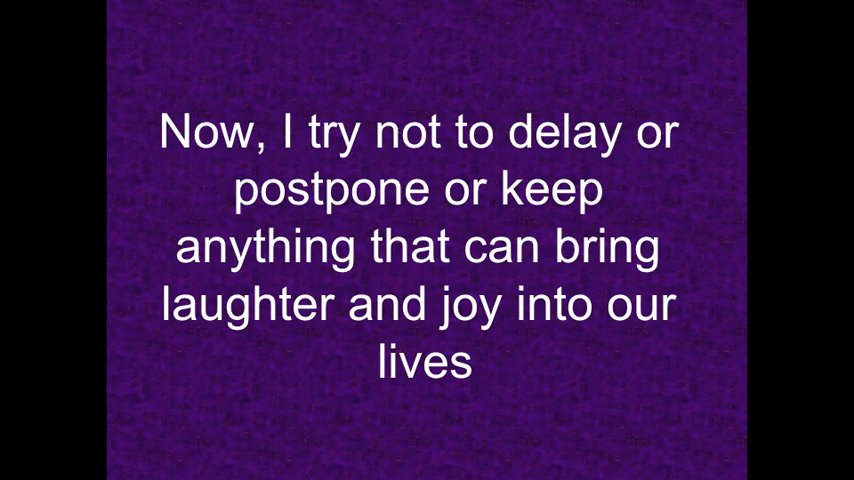 Now, I try not to delay or
postpone or keep
anything that can bring
laughter and joy into our
lives